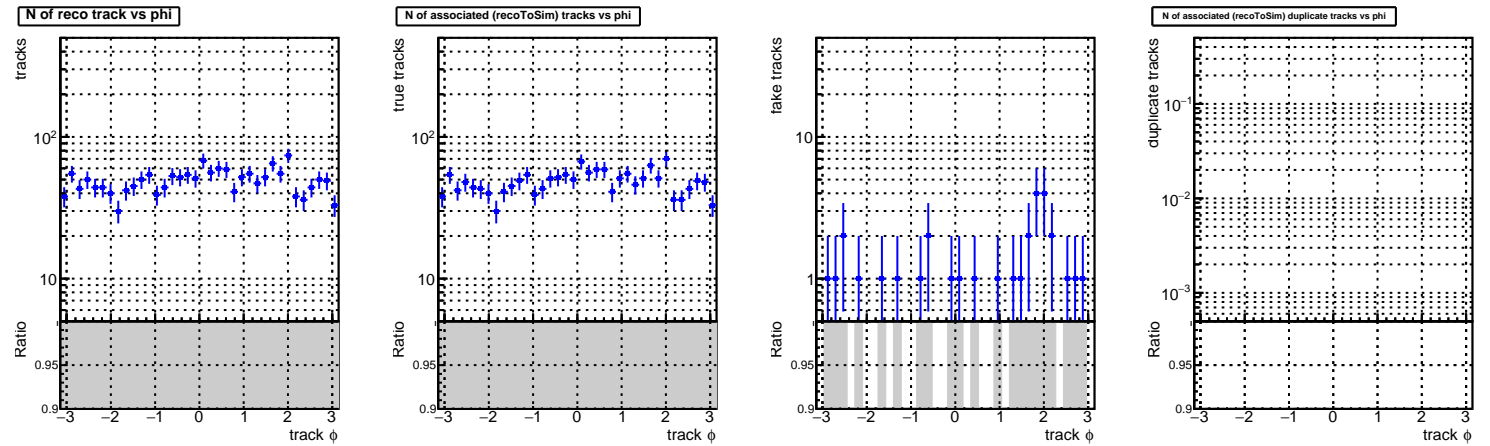 N of reco track vs phi
tracks
10²
10
Ratio
1
0.95
0.9
−3 −2 −1 0 1 2 3
track ϕ
N of associated (recoToSim) tracks vs phi
true tracks
10²
10
Ratio
1
0.95
0.9
−3 −2 −1 0 1 2 3
track ϕ
fake tracks
10
1
Ratio
1
0.95
0.9
−3 −2 −1 0 1 2 3
track ϕ
N of associated (recoToSim) duplicate tracks vs phi
duplicate tracks
10⁻¹
10⁻²
10⁻³
Ratio
1
0.95
0.9
−3 −2 −1 0 1 2 3
track ϕ